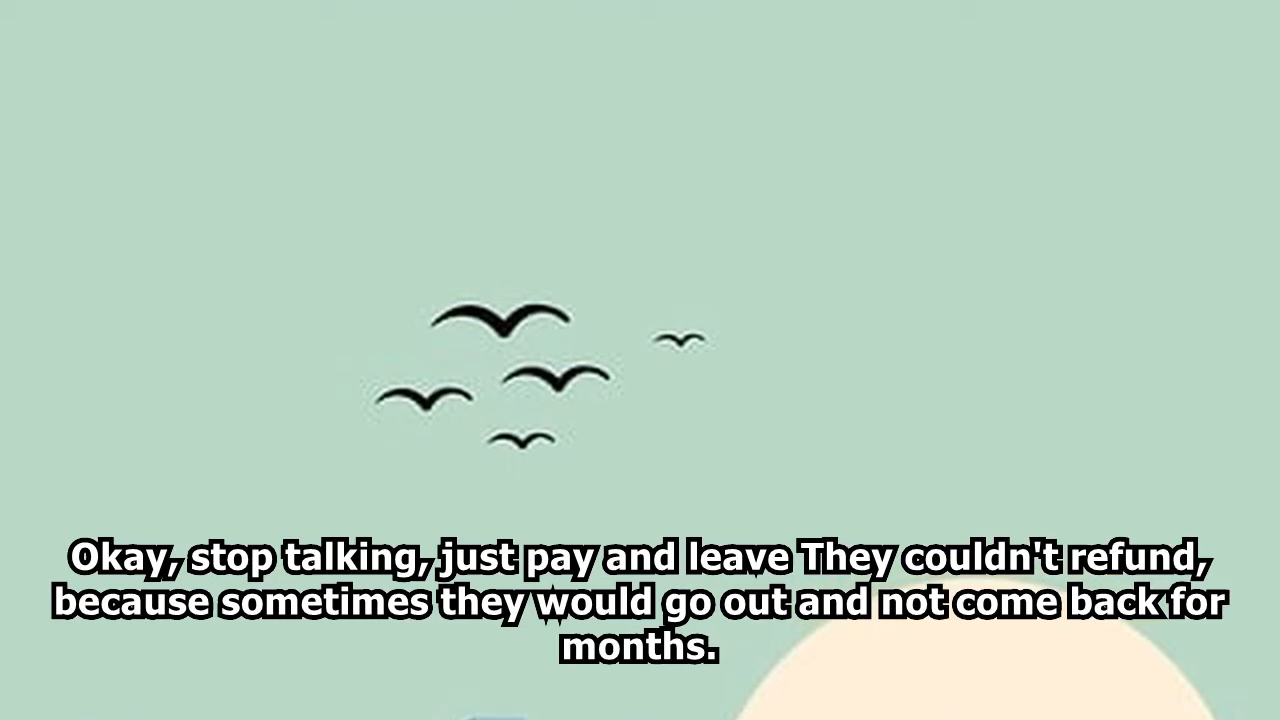 Okay, stop talking, just pay and leave They couldn't refund,
because sometimes they would go out and not come back for
months.